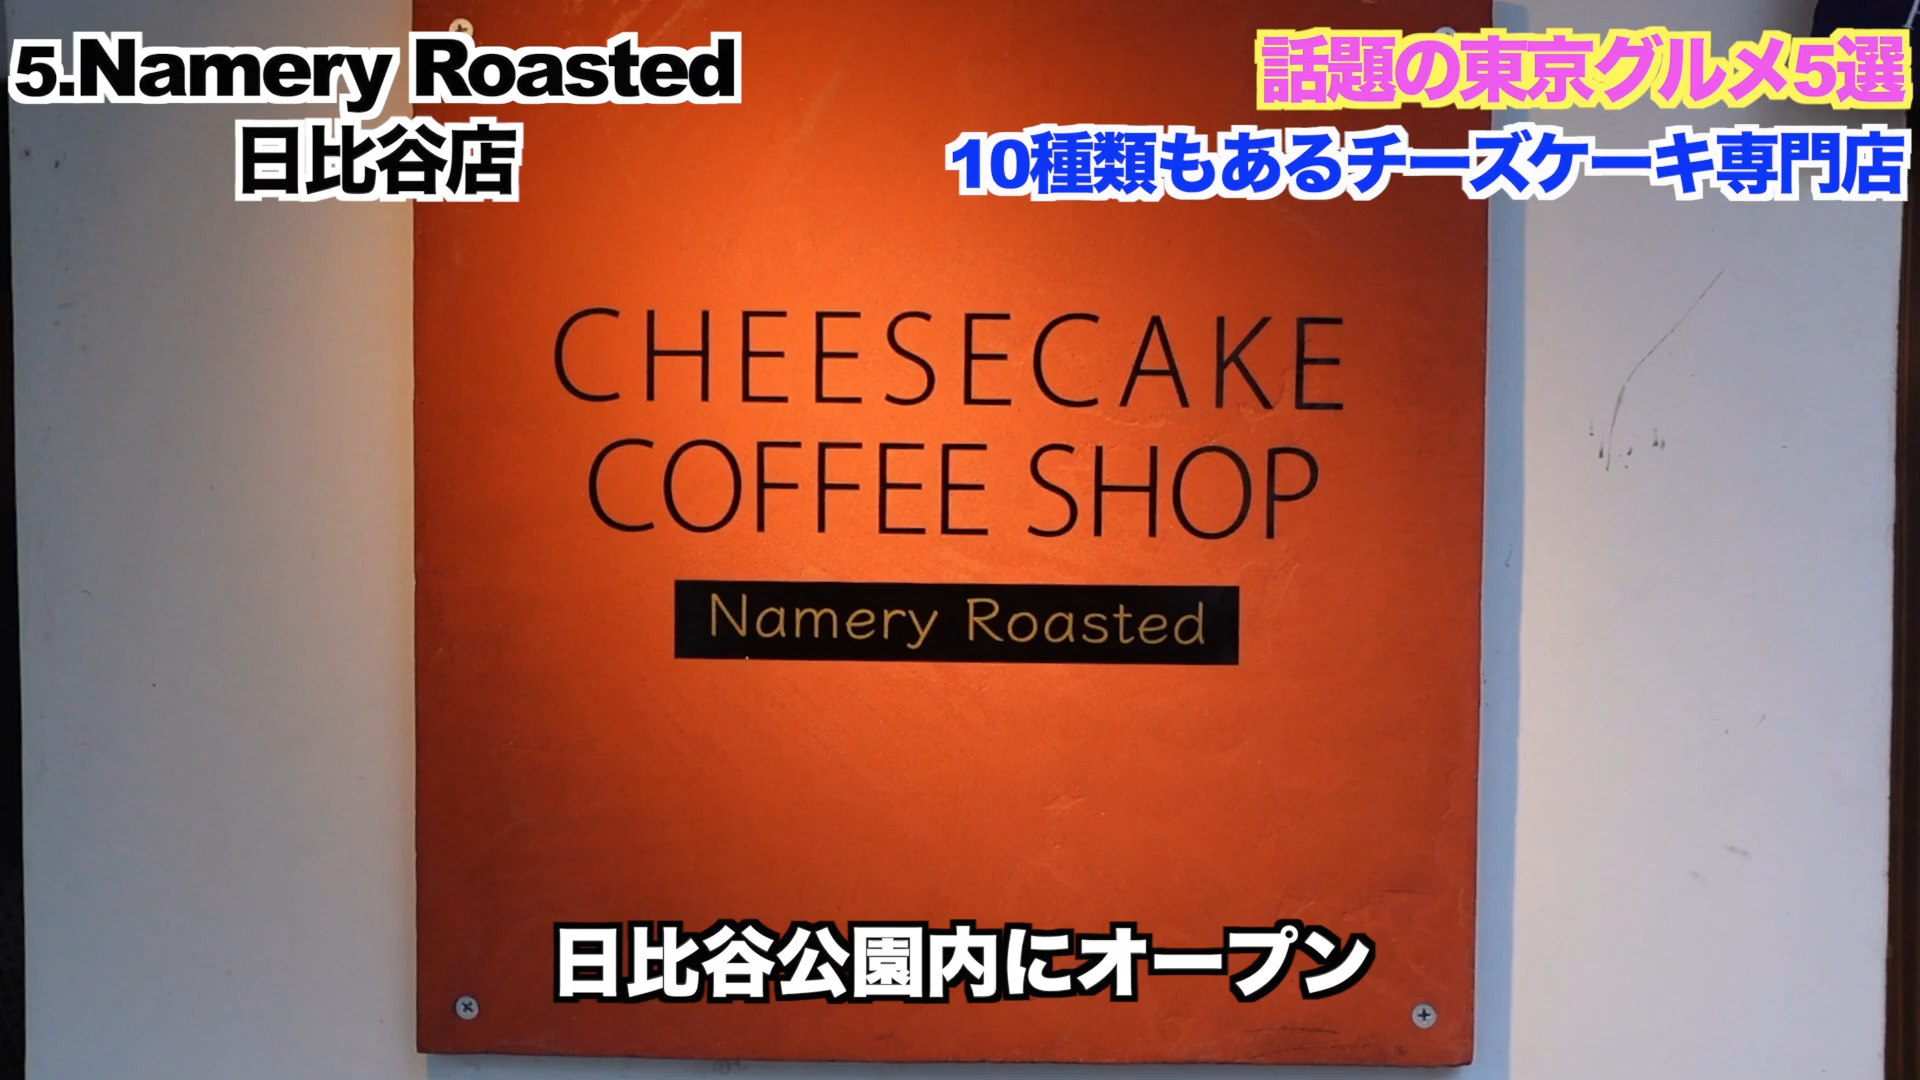 5.Namery Roasted
日比谷店
話題の東京グルメ5選
10種類もあるチーズケーキ専門店
CHEESECAKE
COFFEE SHOP
Namery Roasted
日比谷公園内にオープン